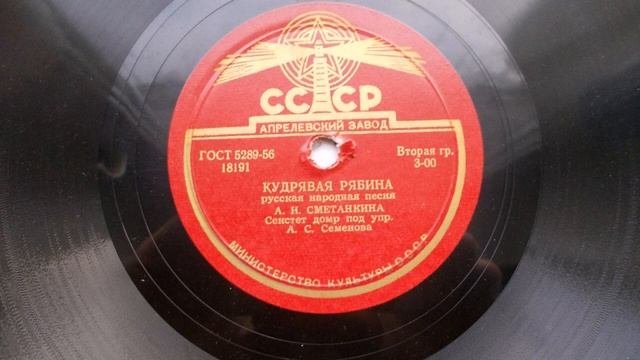 СССР
АПРЕЛЕВСКИЙ ЗАВОД
ГОСТ 5289-56
18191
Вторая гр.
3-00
КУДРЯВАЯ РЯБИНА
русская народная песня
А. Н. СМЕТАНКИНА
Секстет домр под упр.
А. С. Семенова
МИНИСТЕРСТВО КУЛЬТУРЫ СССР